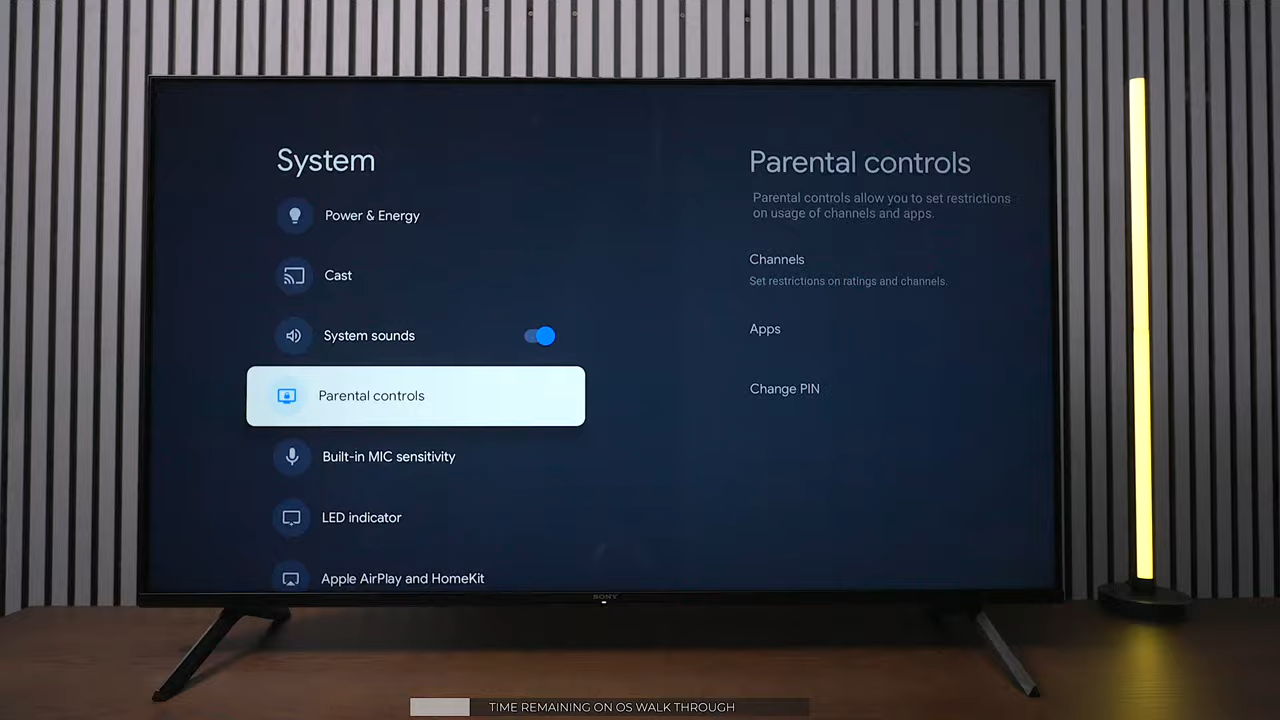 System
Power & Energy
Cast
System sounds
Parental controls
Built-in MIC sensitivity
LED indicator
Apple AirPlay and HomeKit
Parental controls
Parental controls allow you to set restrictions
on usage of channels and apps.
Channels
Set restrictions on ratings and channels.
Apps
Change PIN
SONY
TIME REMAINING ON OS WALK THROUGH